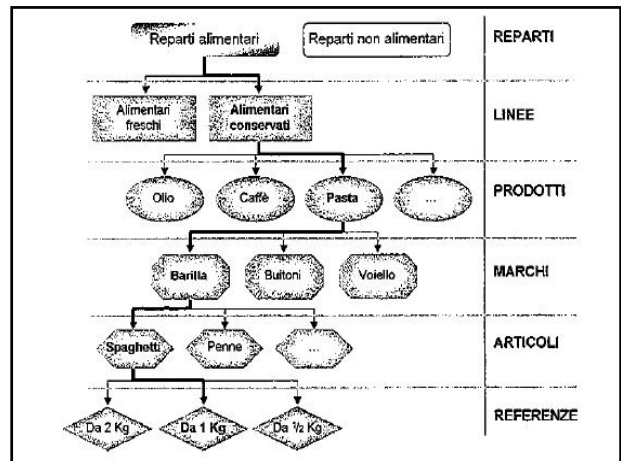 Reparti alimentari
Reparti non alimentari
REPARTI
Alimentari
freschi
Alimentari
conservati
LINEE
Olio
Caffè
Pasta
...
PRODOTTI
Barilla
Buitoni
Voiello
MARCHI
Spaghetti
Penne
...
ARTICOLI
Da 2 Kg
Da 1 Kg
Da ½ Kg
REFERENZE